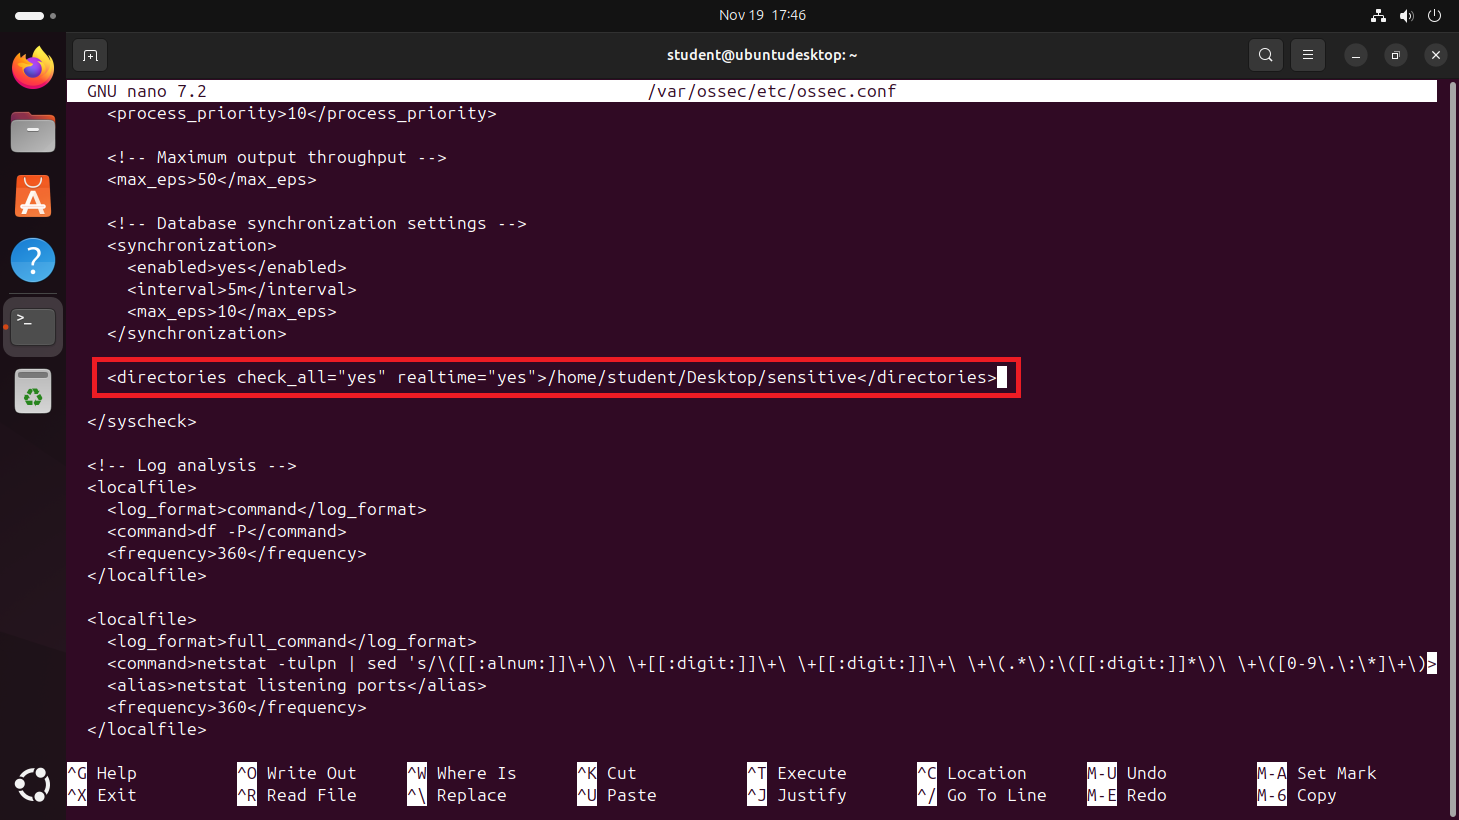 Nov 19 17:46
student@ubuntudesktop: ~
GNU nano 7.2 /var/ossec/etc/ossec.conf
<process_priority>10</process_priority>
<!-- Maximum output throughput -->
<max_eps>50</max_eps>
<!-- Database synchronization settings -->
<synchronization>
<enabled>yes</enabled>
<interval>5m</interval>
<max_eps>10</max_eps>
</synchronization>
<directories check_all="yes" realtime="yes">/home/student/Desktop/sensitive</directories>
</syscheck>
<!-- Log analysis -->
<localfile>
<log_format>command</log_format>
<command>df -P</command>
<frequency>360</frequency>
</localfile>
<localfile>
<log_format>full_command</log_format>
<command>netstat -tulpn | sed 's/\([[:alnum:]]\+\)\ \+[[:digit:]]\+\ \+[[:digit:]]\+\ \+\(.*\):\([[:digit:]]*\)\ \+\([0-9\.\:\*]\+\)>
<alias>netstat listening ports</alias>
<frequency>360</frequency>
</localfile>
^G Help ^O Write Out ^W Where Is ^K Cut ^T Execute ^C Location M-U Undo M-A Set Mark
^X Exit ^R Read File ^\ Replace ^U Paste ^J Justify ^/ Go To Line M-E Redo M-6 Copy